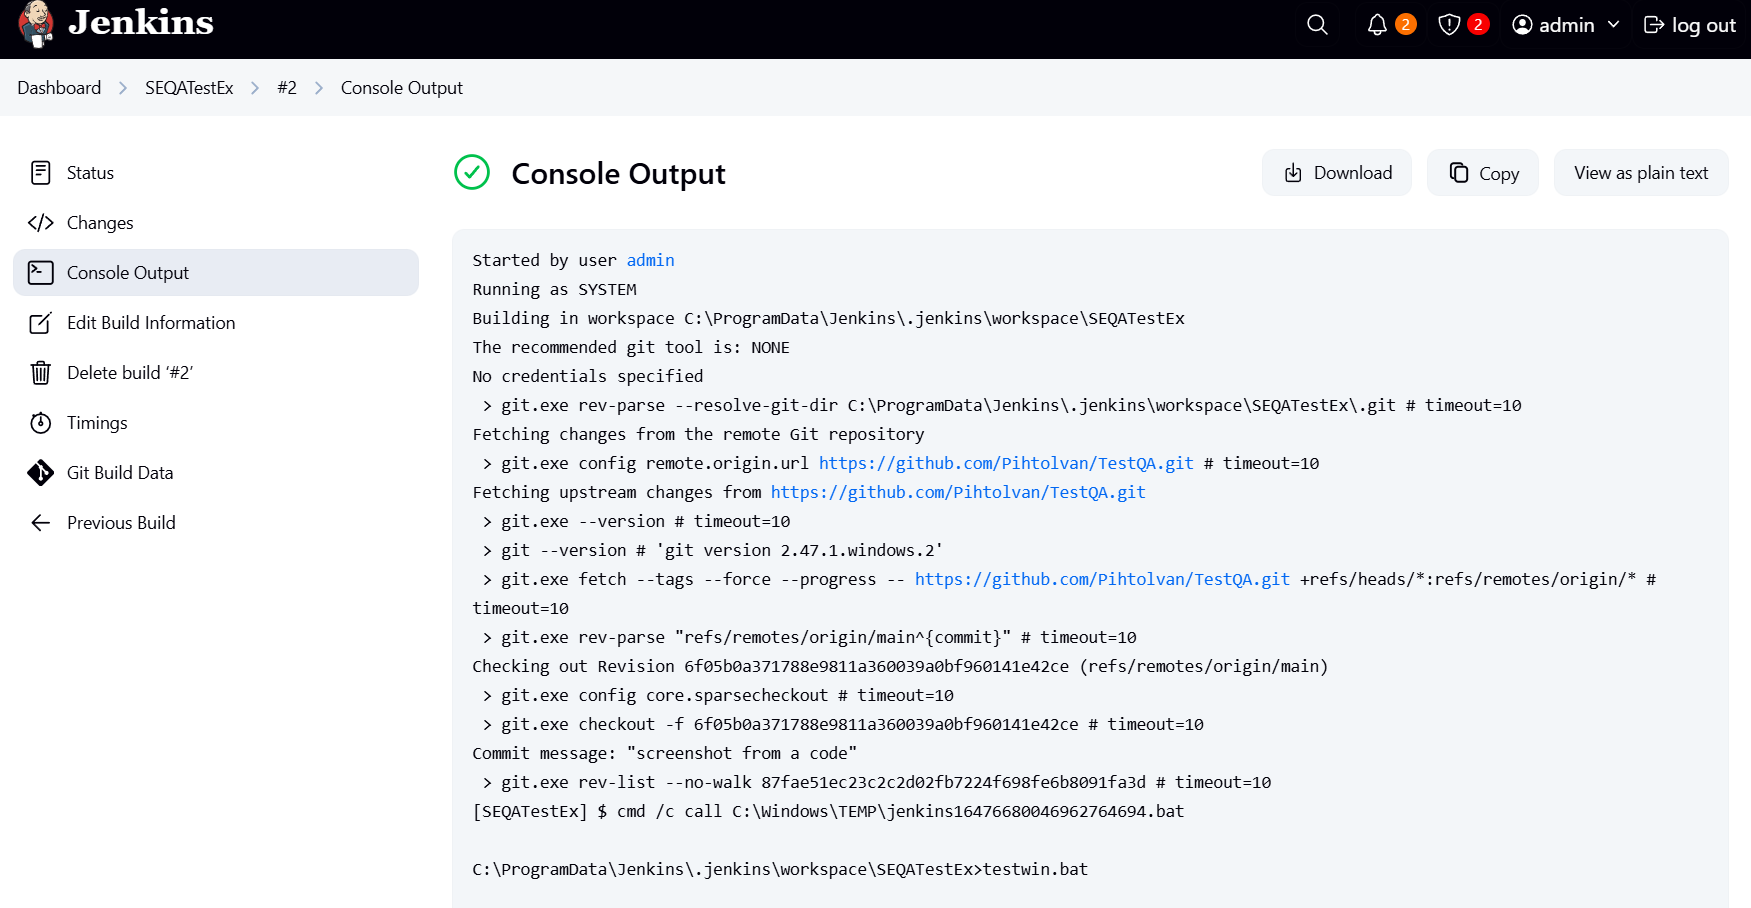 Jenkins
2
2
admin
log out
Dashboard > SEQATestEx > #2 > Console Output
Status
Changes
Console Output
Edit Build Information
Delete build ‘#2’
Timings
Git Build Data
Previous Build
Console Output
Download
Copy
View as plain text
Started by user admin
Running as SYSTEM
Building in workspace C:\ProgramData\Jenkins\.jenkins\workspace\SEQATestEx
The recommended git tool is: NONE
No credentials specified
 > git.exe rev-parse --resolve-git-dir C:\ProgramData\Jenkins\.jenkins\workspace\SEQATestEx\.git # timeout=10
Fetching changes from the remote Git repository
 > git.exe config remote.origin.url https://github.com/Pihtolvan/TestQA.git # timeout=10
Fetching upstream changes from https://github.com/Pihtolvan/TestQA.git
 > git.exe --version # timeout=10
 > git --version # 'git version 2.47.1.windows.2'
 > git.exe fetch --tags --force --progress -- https://github.com/Pihtolvan/TestQA.git +refs/heads/*:refs/remotes/origin/* #
timeout=10
 > git.exe rev-parse "refs/remotes/origin/main^{commit}" # timeout=10
Checking out Revision 6f05b0a371788e9811a360039a0bf960141e42ce (refs/remotes/origin/main)
 > git.exe config core.sparsecheckout # timeout=10
 > git.exe checkout -f 6f05b0a371788e9811a360039a0bf960141e42ce # timeout=10
Commit message: "screenshot from a code"
 > git.exe rev-list --no-walk 87fae51ec23c2c2d02fb7224f698fe6b8091fa3d # timeout=10
[SEQATestEx] $ cmd /c call C:\Windows\TEMP\jenkins16476680046962764694.bat
C:\ProgramData\Jenkins\.jenkins\workspace\SEQATestEx>testwin.bat